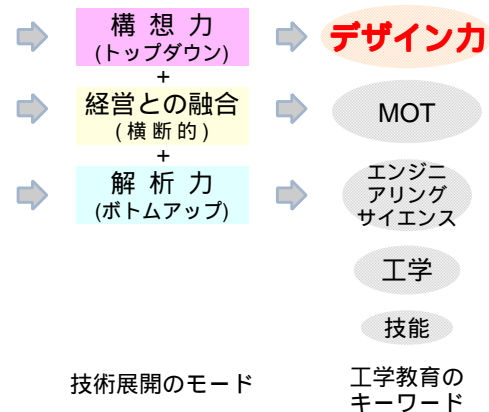 構 想 力
(トップダウン)
+
経営との融合
(横断的)
+
解 析 力
(ボトムアップ)
技術展開のモード
デザイン力
MOT
エンジニ
アリング
サイエンス
工学
技能
工学教育の
キーワード